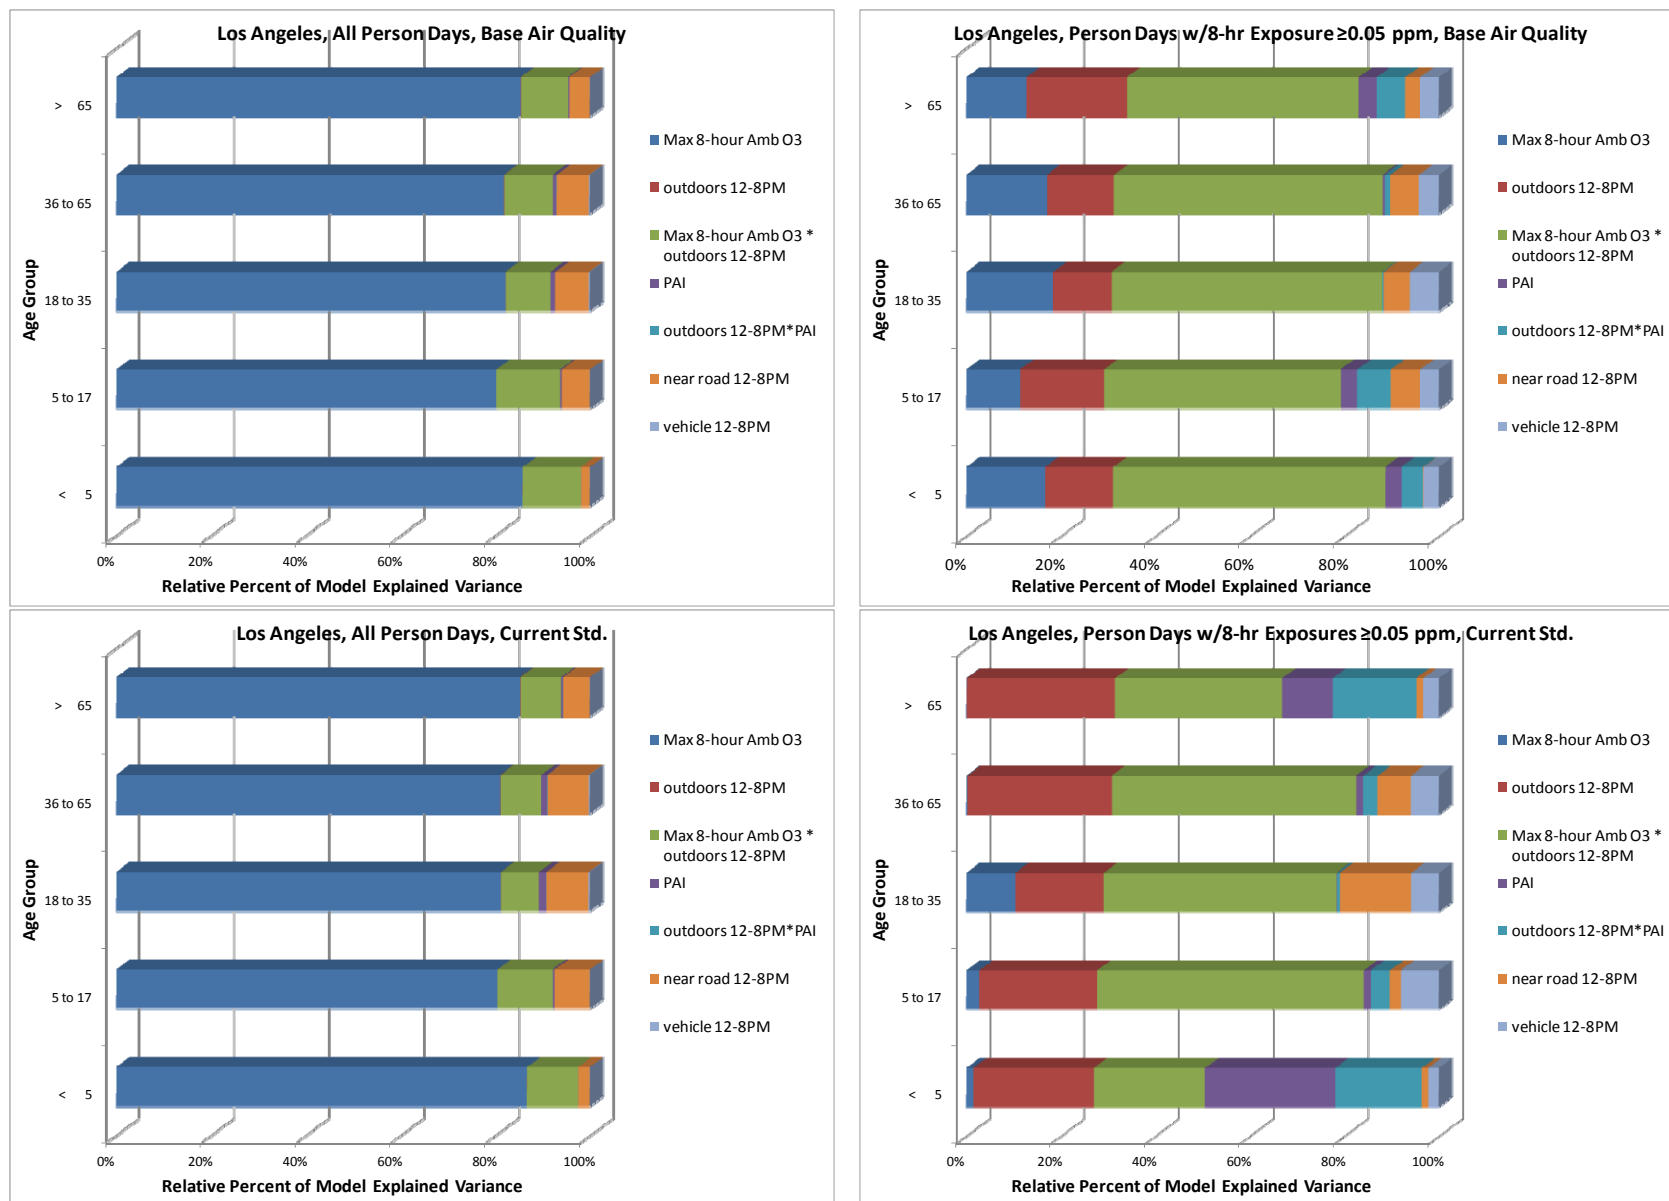 Los Angeles, All Person Days, Base Air Quality
Age Group
> 65
36 to 65
18 to 35
5 to 17
< 5
0% 20% 40% 60% 80% 100%
Relative Percent of Model Explained Variance
Max 8-hour Amb O3
outdoors 12-8PM
Max 8-hour Amb O3 *
outdoors 12-8PM
PAI
outdoors 12-8PM*PAI
near road 12-8PM
vehicle 12-8PM
Los Angeles, Person Days w/8-hr Exposure ≥0.05 ppm, Base Air Quality
Age Group
> 65
36 to 65
18 to 35
5 to 17
< 5
0% 20% 40% 60% 80% 100%
Relative Percent of Model Explained Variance
Max 8-hour Amb O3
outdoors 12-8PM
Max 8-hour Amb O3 *
outdoors 12-8PM
PAI
outdoors 12-8PM*PAI
near road 12-8PM
vehicle 12-8PM
Los Angeles, All Person Days, Current Std.
Age Group
> 65
36 to 65
18 to 35
5 to 17
< 5
0% 20% 40% 60% 80% 100%
Relative Percent of Model Explained Variance
Max 8-hour Amb O3
outdoors 12-8PM
Max 8-hour Amb O3 *
outdoors 12-8PM
PAI
outdoors 12-8PM*PAI
near road 12-8PM
vehicle 12-8PM
Los Angeles, Person Days w/8-hr Exposures ≥0.05 ppm, Current Std.
Age Group
> 65
36 to 65
18 to 35
5 to 17
< 5
0% 20% 40% 60% 80% 100%
Relative Percent of Model Explained Variance
Max 8-hour Amb O3
outdoors 12-8PM
Max 8-hour Amb O3 *
outdoors 12-8PM
PAI
outdoors 12-8PM*PAI
near road 12-8PM
vehicle 12-8PM